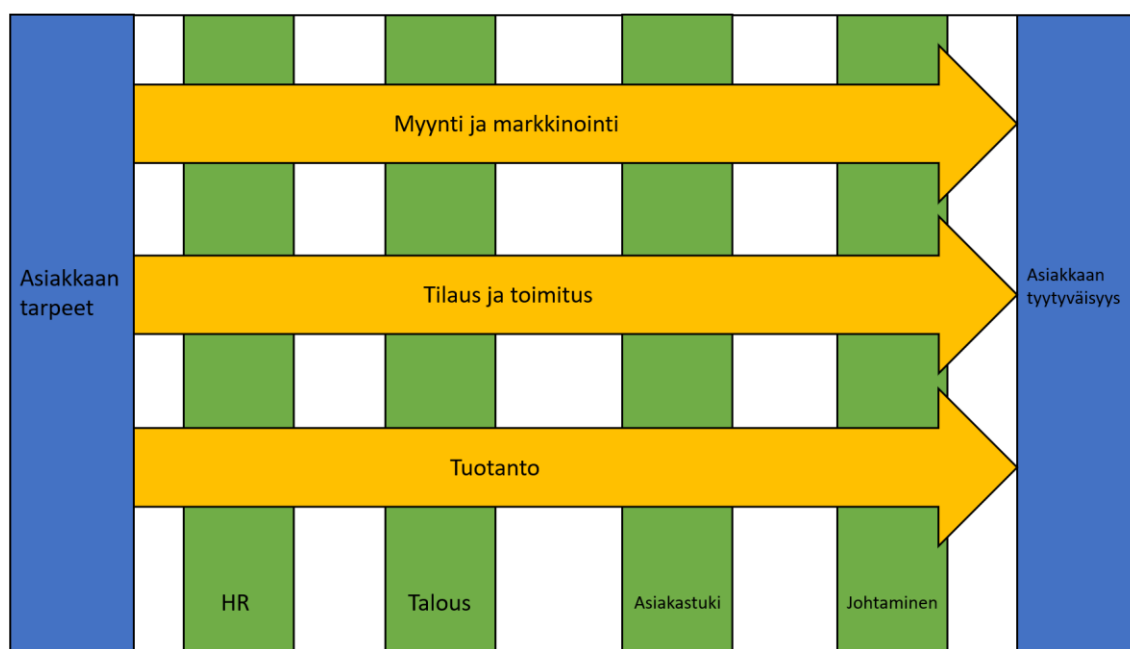 Myynti ja markkinointi
Asiakkaan
tarpeet
Tilaus ja toimitus
Asiakkaan
tyytyväisyys
Tuotanto
HR
Talous
Asiakastuki
Johtaminen